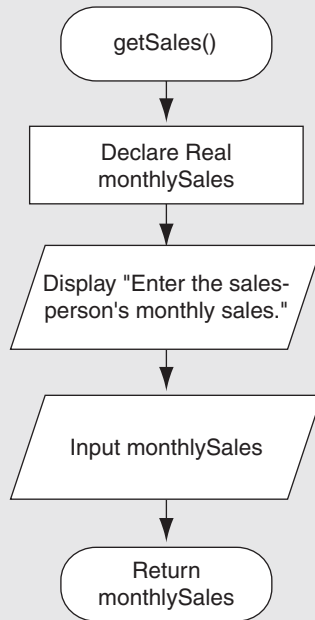 getSales()
Declare Real
monthlySales
Display "Enter the sales-
person's monthly sales."
Input monthlySales
Return
monthlySales